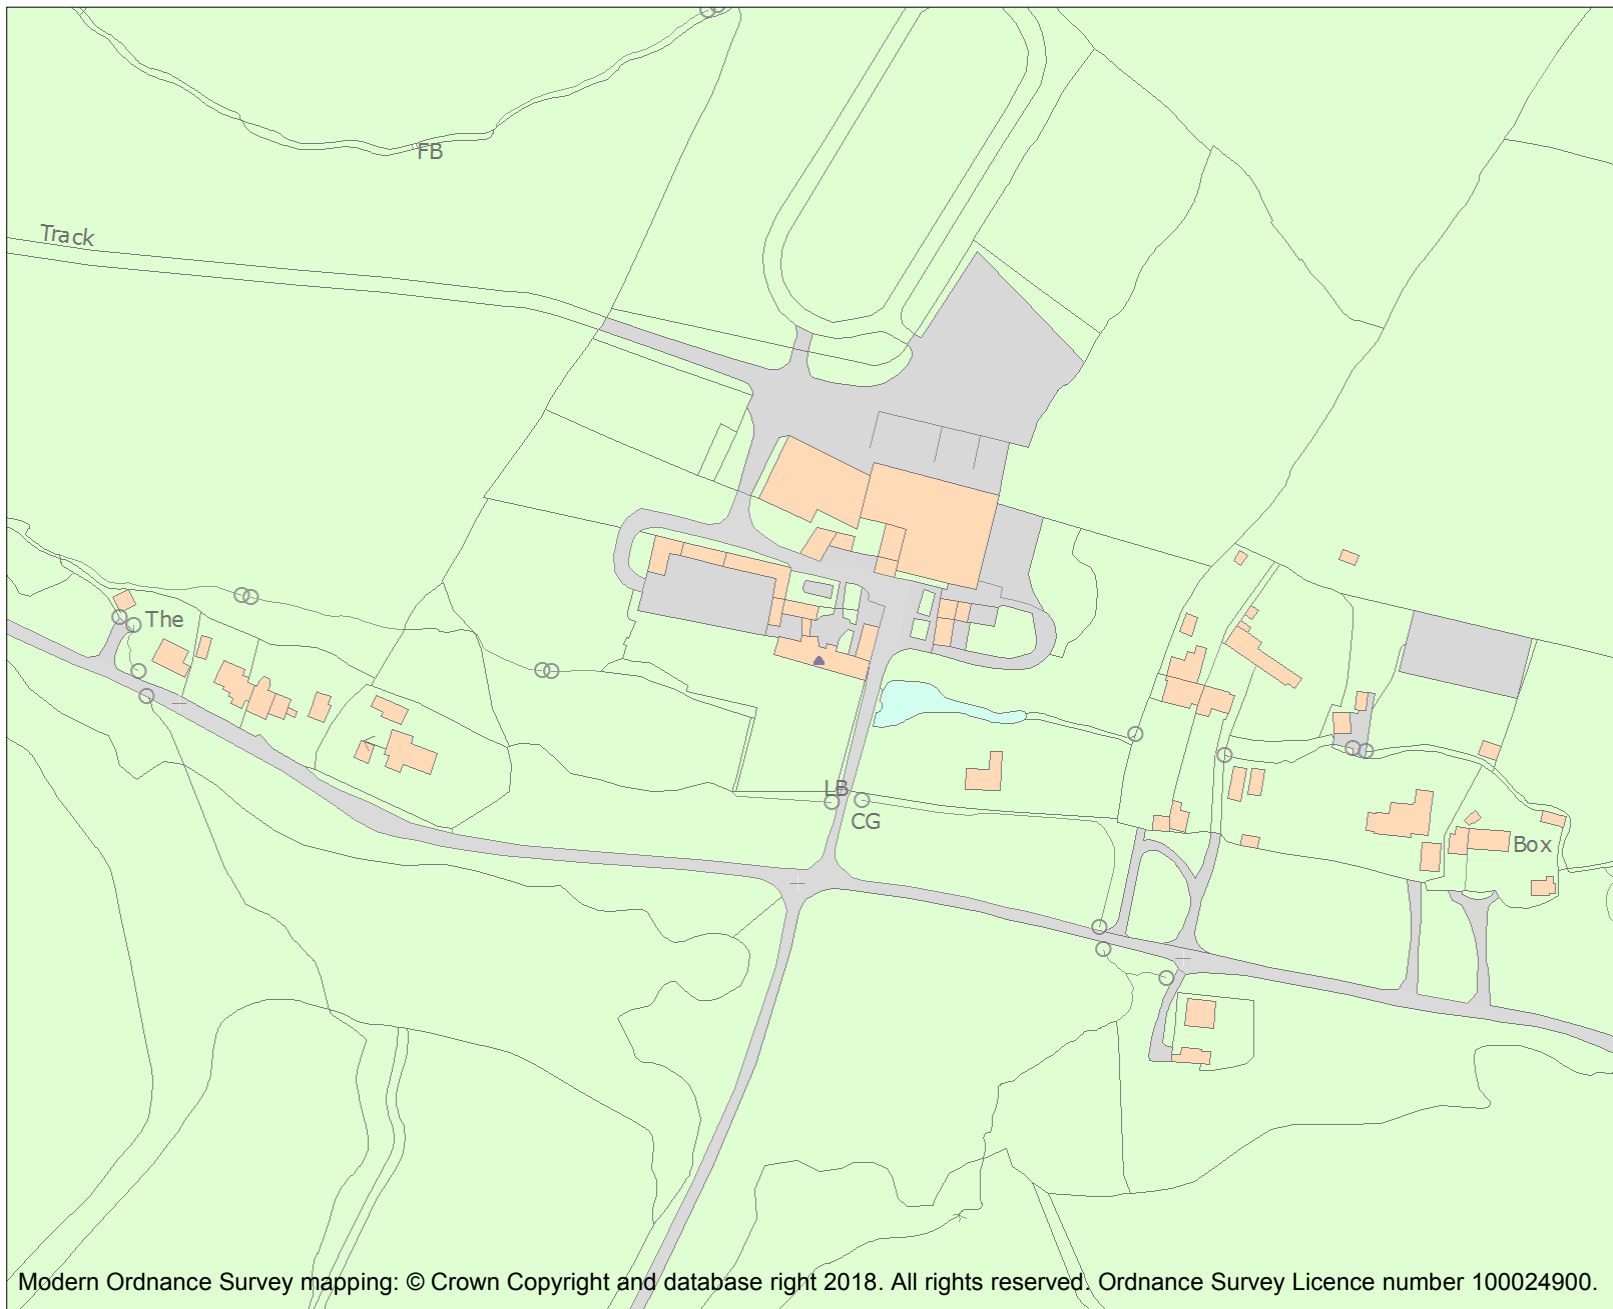 FB
Track
The
LB
CG
Box
Modern Ordnance Survey mapping: © Crown Copyright and database right 2018. All rights reserved. Ordnance Survey Licence number 100024900.